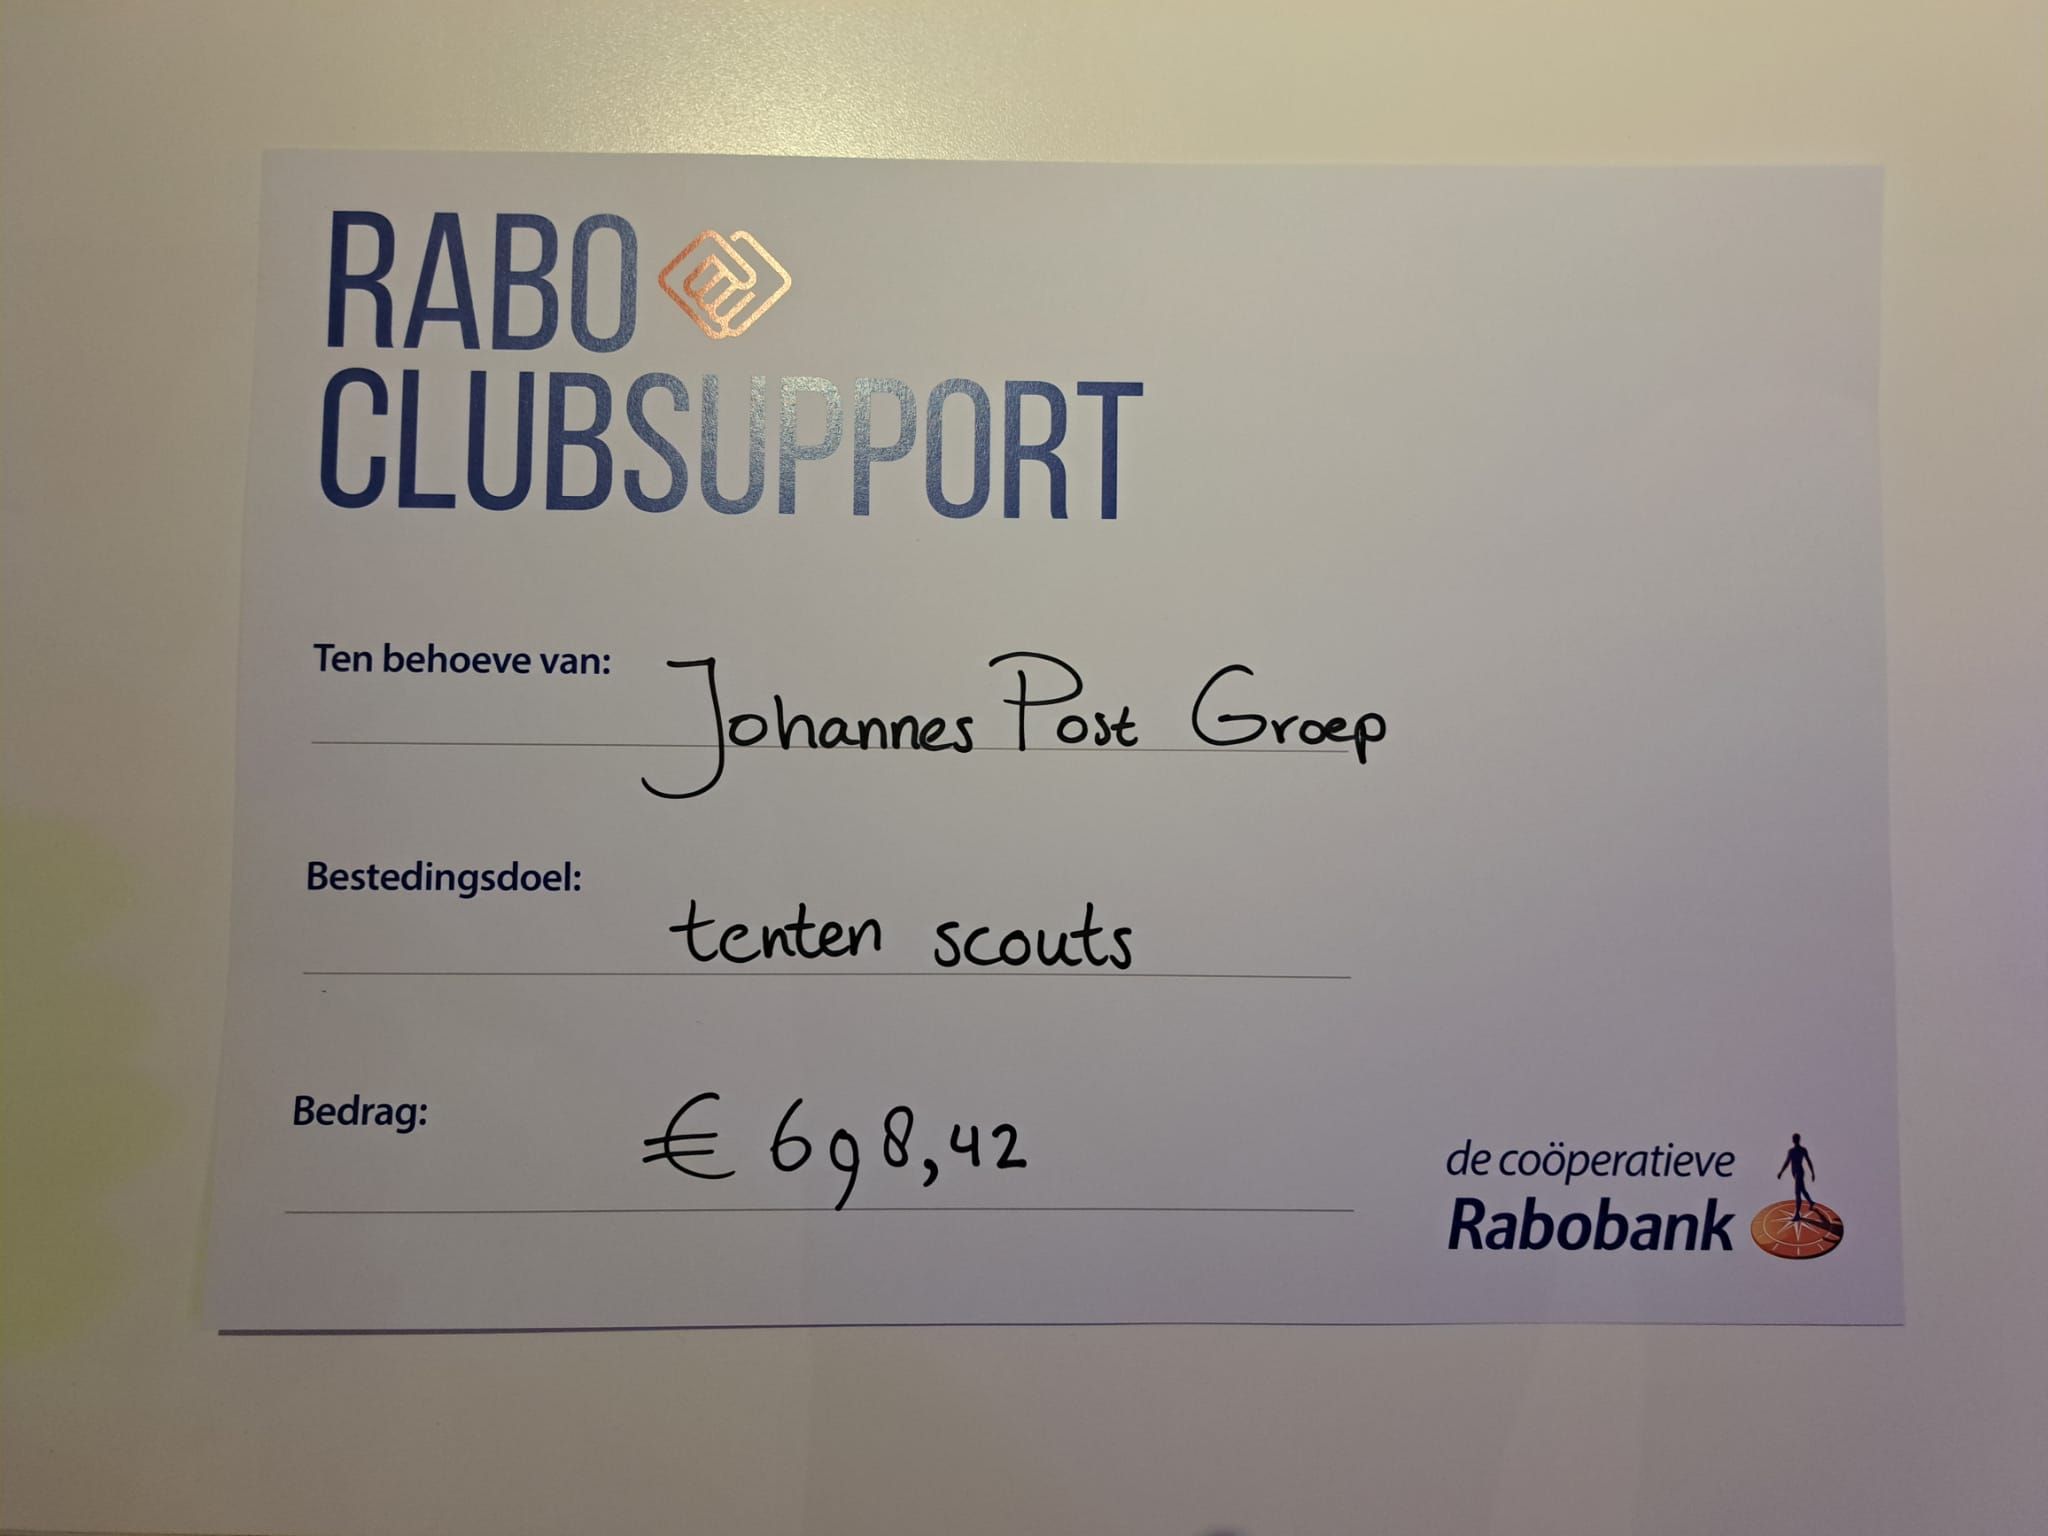 RABO
CLUBSUPPORT
Ten behoeve van: Johannes Post Groep
Bestedingsdoel: tenten scouts
Bedrag: € 698,42
de coöperatieve
Rabobank